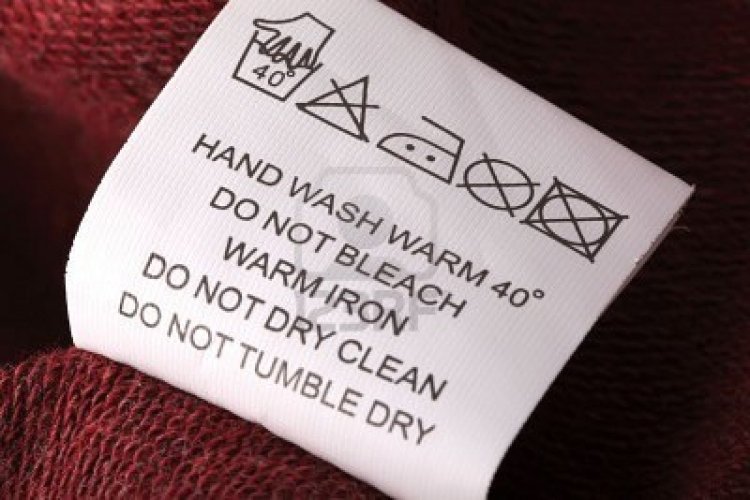 40°
HAND WASH WARM 40°
DO NOT BLEACH
WARM IRON
DO NOT DRY CLEAN
DO NOT TUMBLE DRY